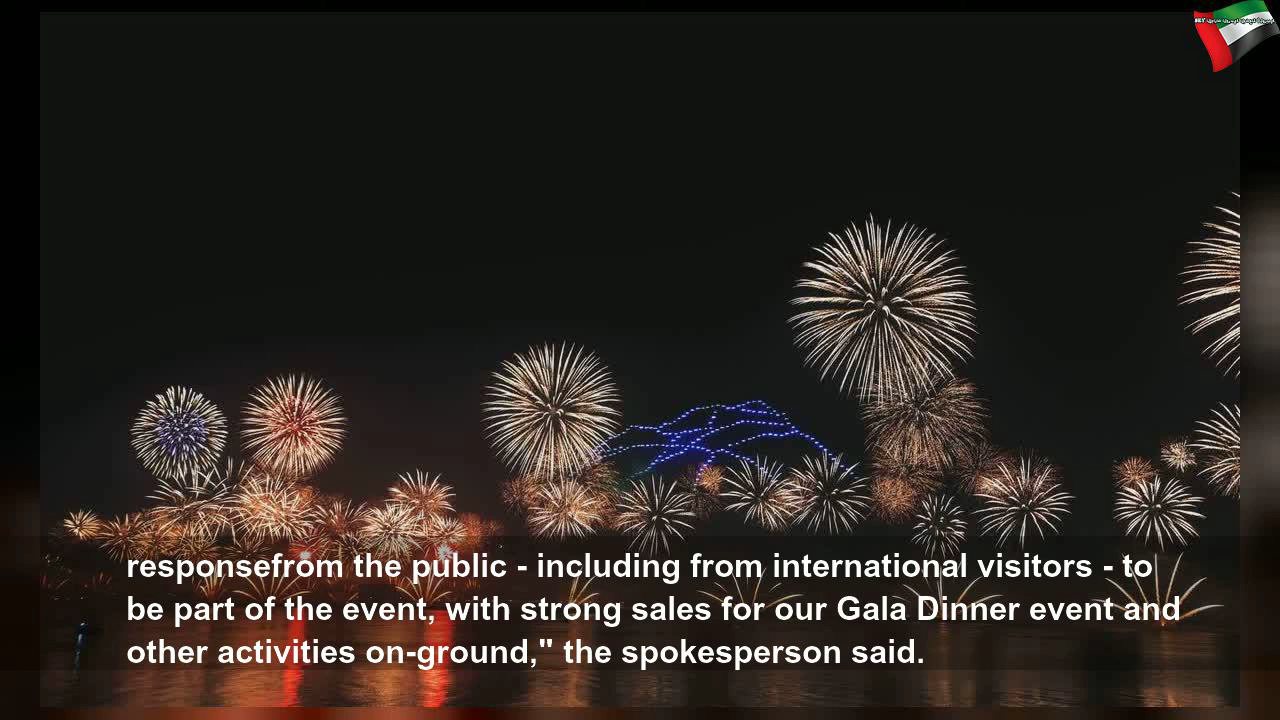 responsefrom the public - including from international visitors - to
be part of the event, with strong sales for our Gala Dinner event and
other activities on-ground," the spokesperson said.